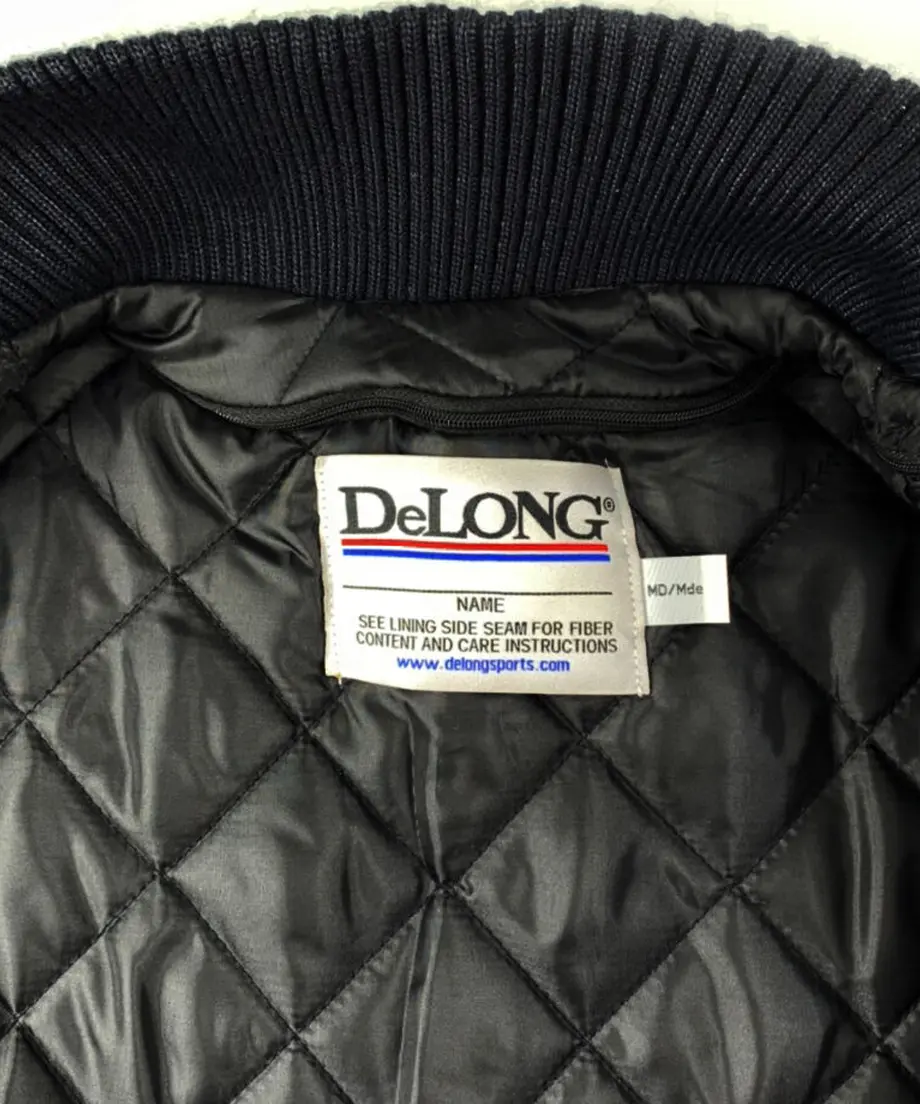 DeLONG®
MD/Mde
NAME
SEE LINING SIDE SEAM FOR FIBER
CONTENT AND CARE INSTRUCTIONS
www.delongsports.com